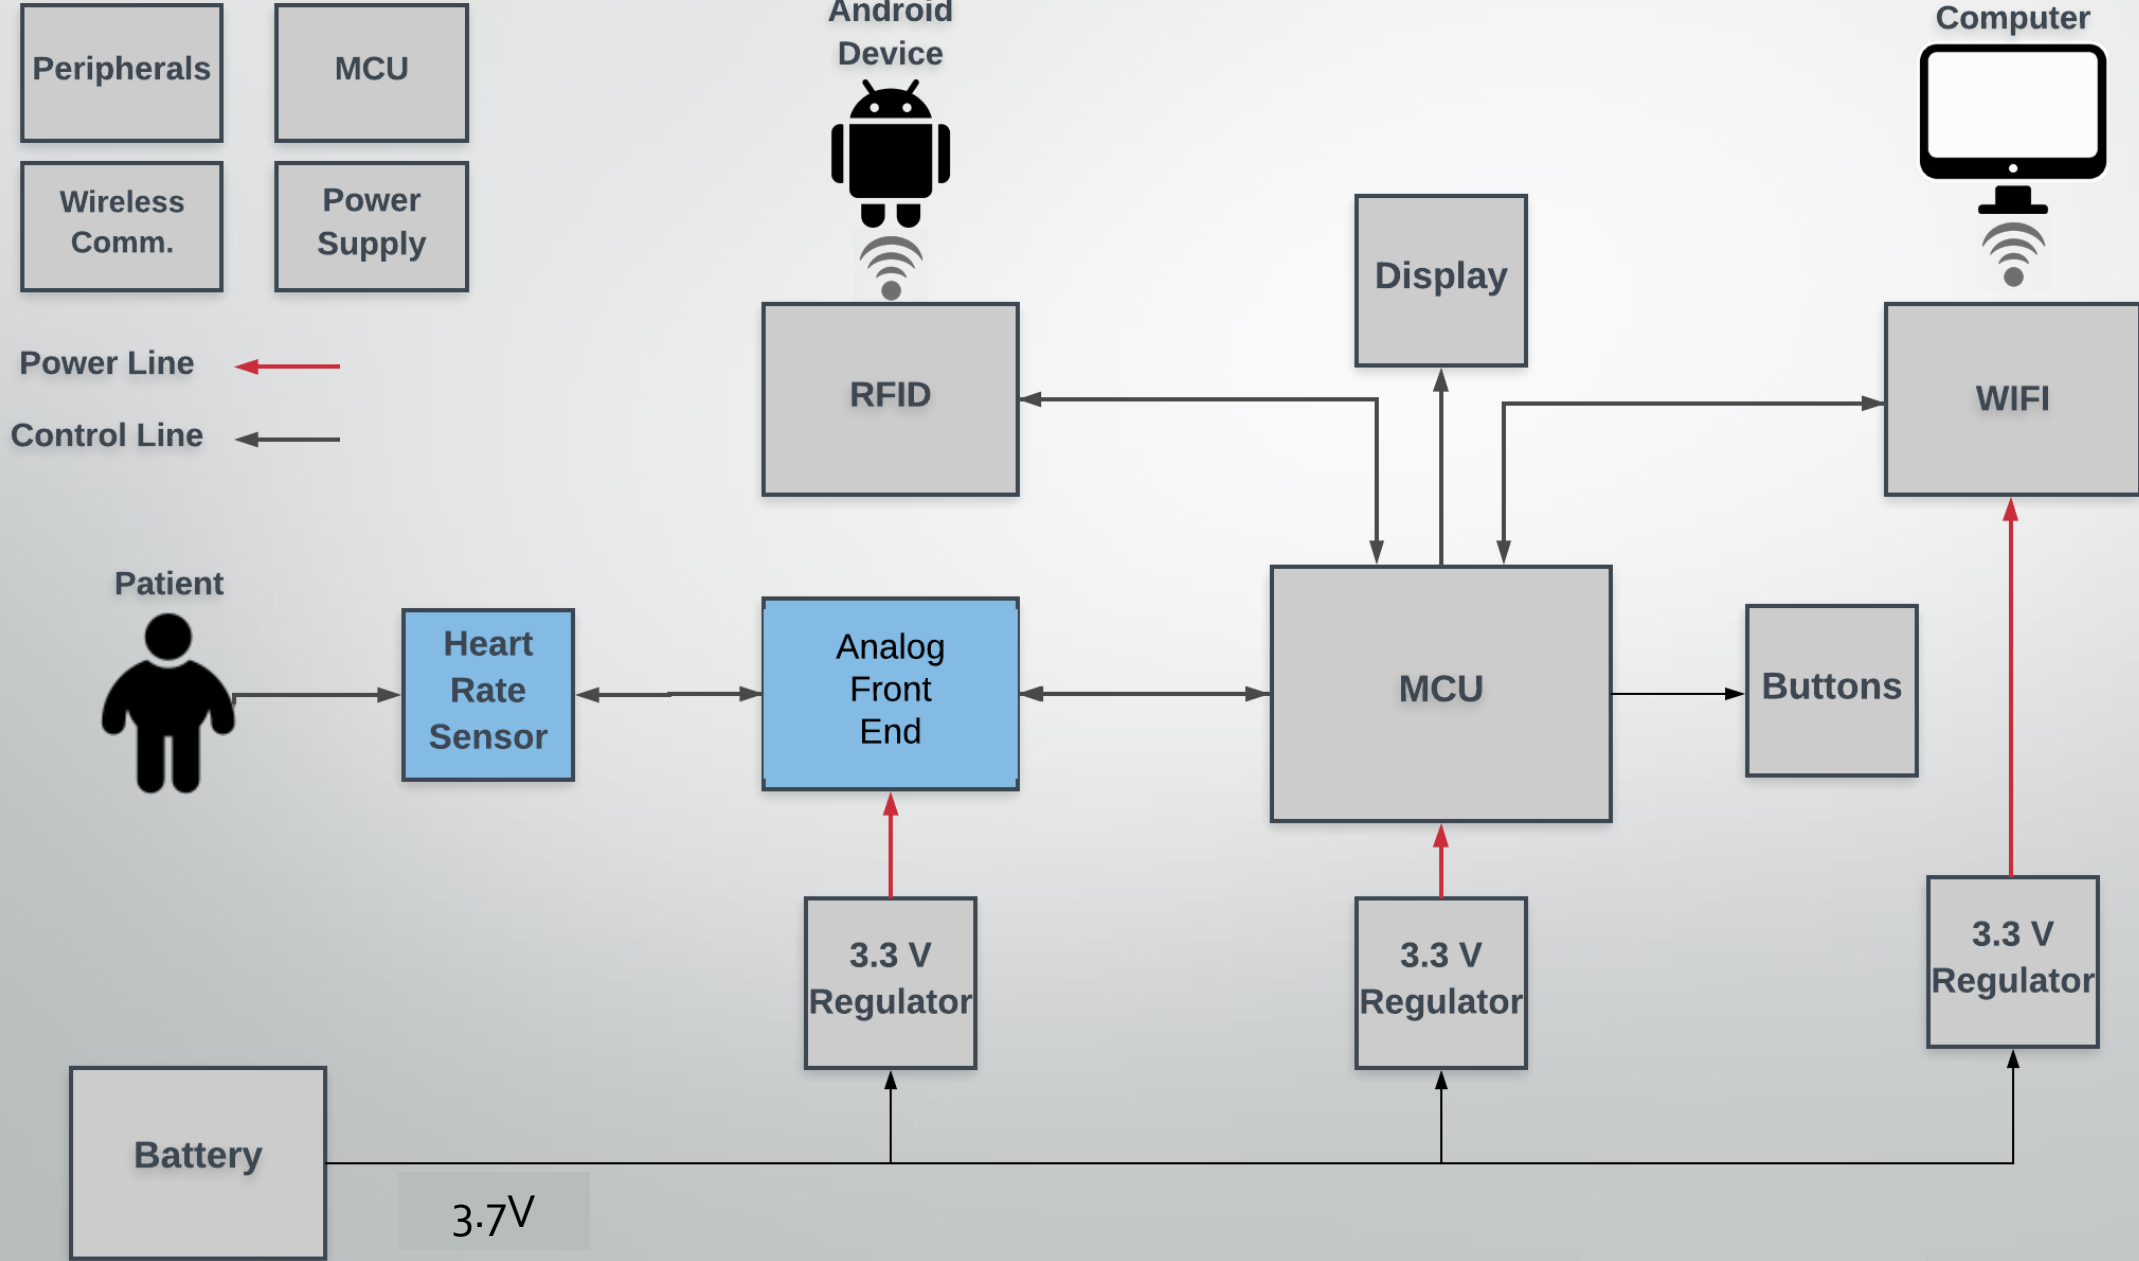 Peripherals
MCU
Wireless
Comm.
Power
Supply
Power Line
Control Line
Android
Device
Computer
Display
RFID
WIFI
Patient
Heart
Rate
Sensor
Analog
Front
End
MCU
Buttons
3.3 V
Regulator
3.3 V
Regulator
3.3 V
Regulator
Battery
3.7V